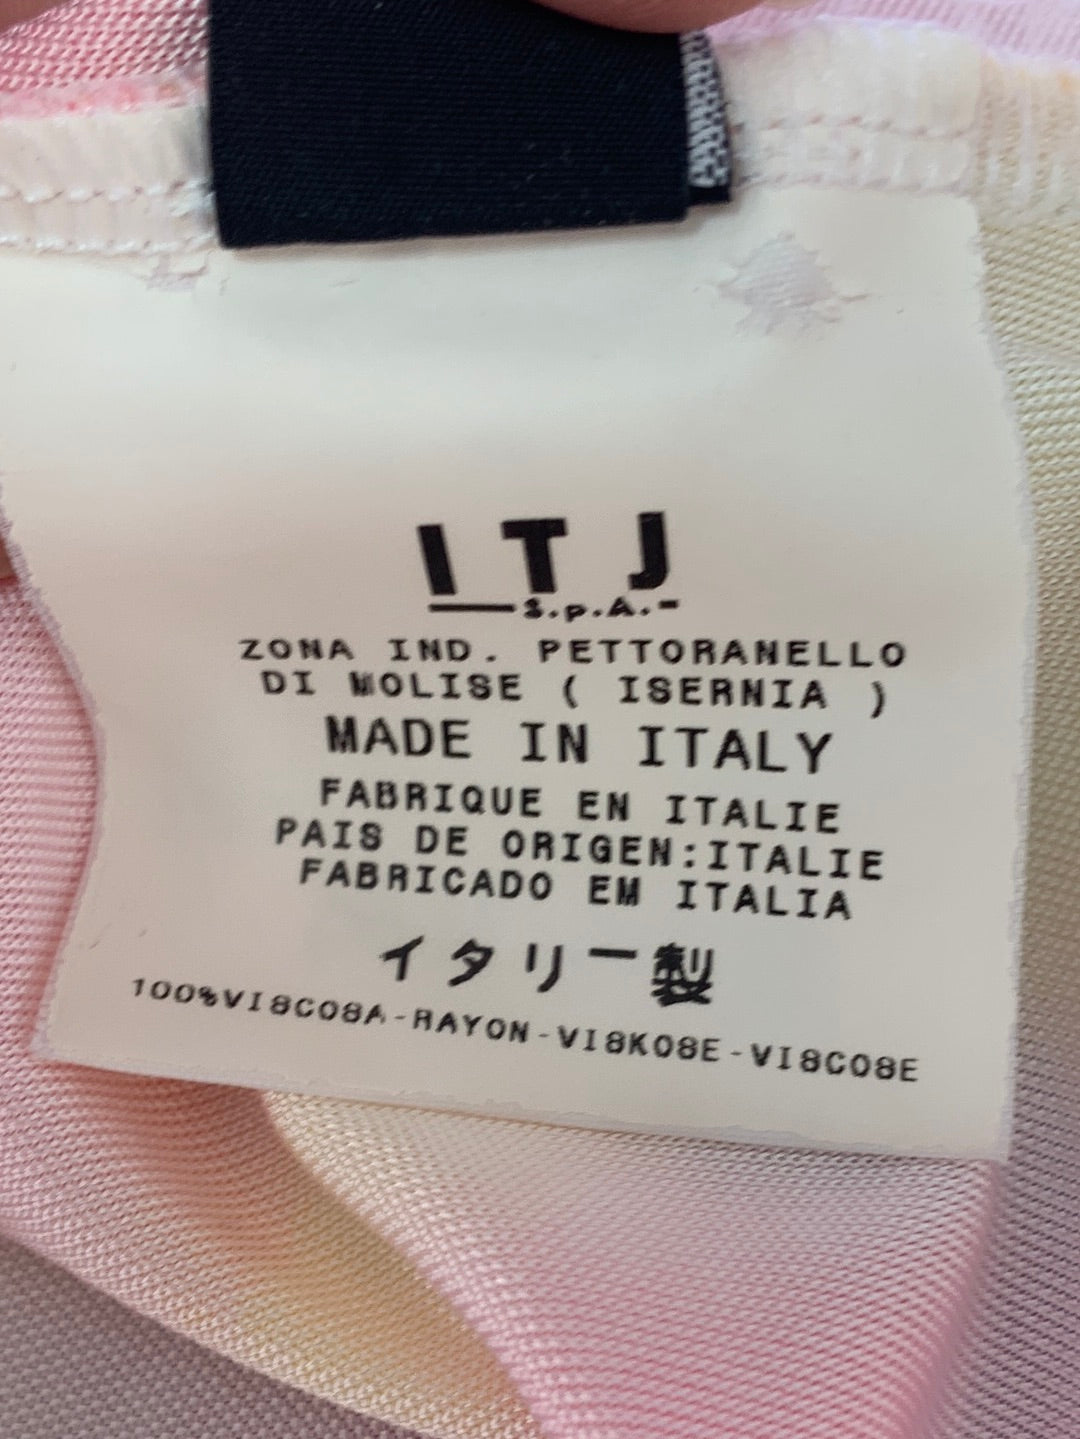 ITJ
S.p.A.
ZONA IND. PETTORANELLO
DI MOLISE ( ISERNIA )
MADE IN ITALY
FABRIQUE EN ITALIE
PAIS DE ORIGEN:ITALIE
FABRICADO EM ITALIA
イタリー製
100%VISCOSA-RAYON-VISKOSE-VISCOSE